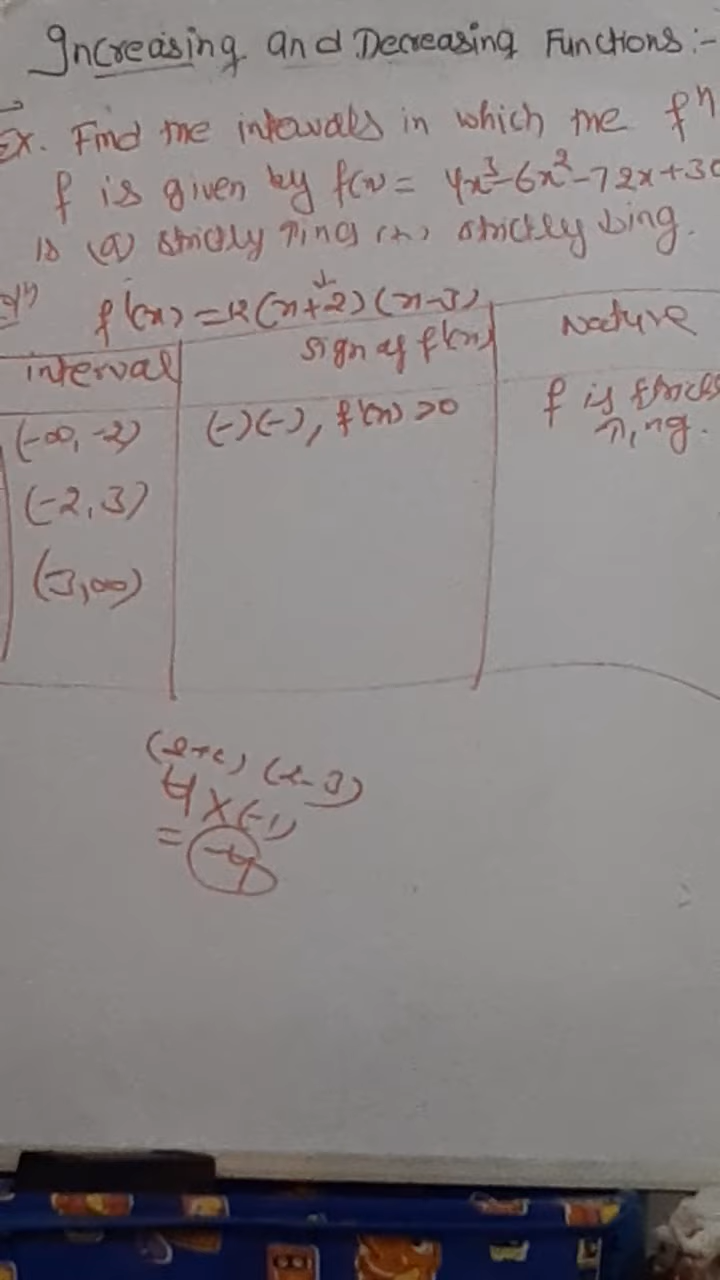 Increasing and Decreasing Functions:-
Ex. Find the intervals in which the fⁿ
f is given by f(x) = 4x³-6x²-72x+30
is (a) strictly ↑ing (b) strictly ↓ing.
f'(x) = 12(x+2)(x-3)
interval sign of f'(x) Nature
(-∞, -2) (-)(-), f'(x) >0 f is strictly
↑ing.
(-2, 3)
(3, ∞)
(2+2) (2-3)
4 × (-1)
= -4